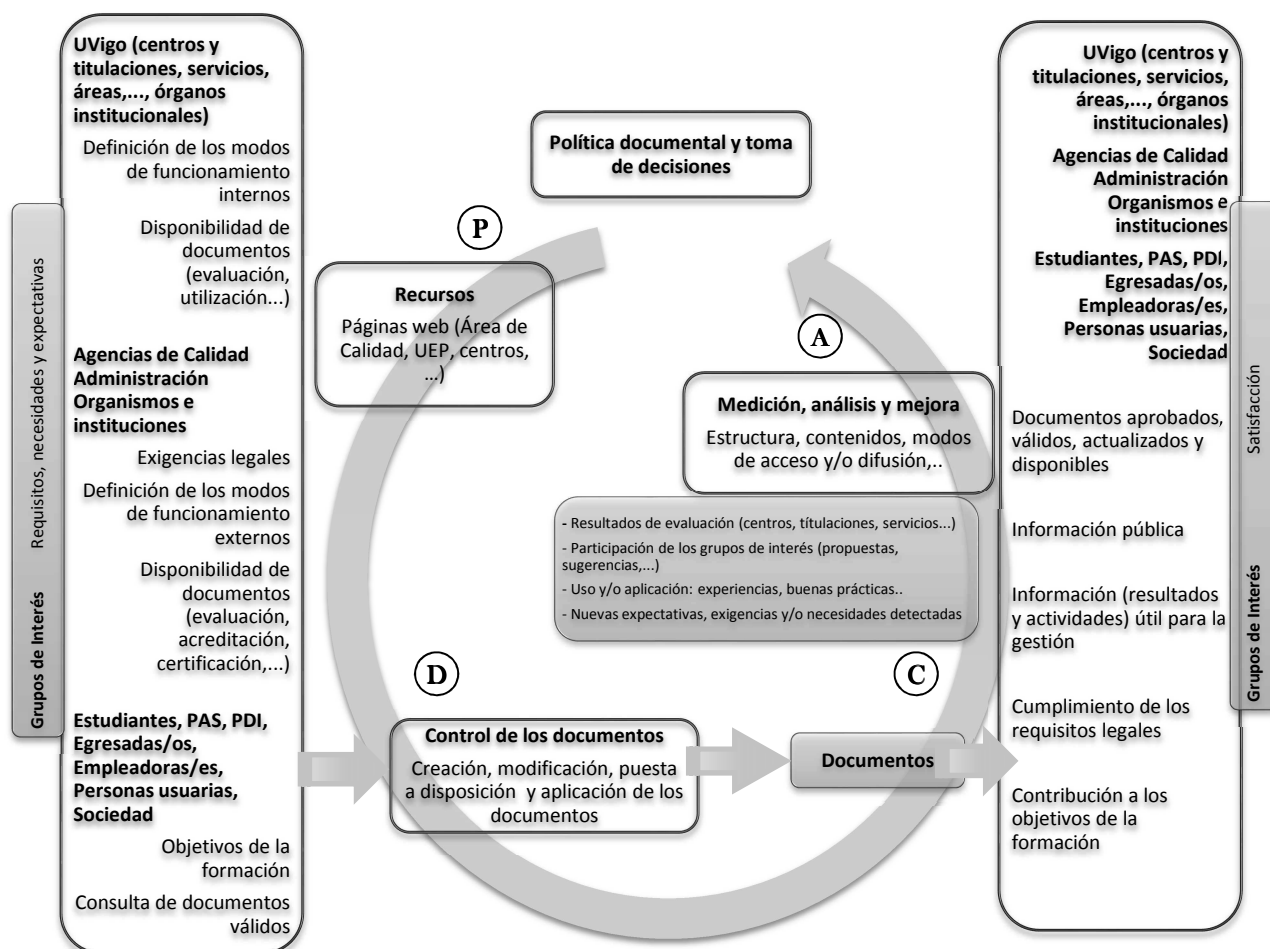 Grupos de Interés Requisitos, necesidades y expectativas
UVigo (centros y
titulaciones, servicios,
áreas,..., órganos
institucionales)
Definición de los modos
de funcionamiento
internos
Disponibilidad de
documentos
(evaluación,
utilización...)
Agencias de Calidad
Administración
Organismos e
instituciones
Exigencias legales
Definición de los modos
de funcionamiento
externos
Disponibilidad de
documentos
(evaluación,
acreditación,
certificación,...)
Estudiantes, PAS, PDI,
Egresadas/os,
Empleadoras/es,
Personas usuarias,
Sociedad
Objetivos de la
formación
Consulta de documentos
válidos
Política documental y toma
de decisiones
P
Recursos
Páginas web (Área de
Calidad, UEP, centros,
...)
A
Medición, análisis y mejora
Estructura, contenidos, modos
de acceso y/o difusión,..
- Resultados de evaluación (centros, títulaciones, servicios...)
- Participación de los grupos de interés (propuestas,
sugerencias,...)
- Uso y/o aplicación: experiencias, buenas prácticas..
- Nuevas expectativas, exigencias y/o necesidades detectadas
D
C
Control de los documentos
Creación, modificación, puesta
a disposición y aplicación de los
documentos
Documentos
UVigo (centros y
titulaciones, servicios,
áreas,..., órganos
institucionales)
Agencias de Calidad
Administración
Organismos e
instituciones
Estudiantes, PAS, PDI,
Egresadas/os,
Empleadoras/es,
Personas usuarias,
Sociedad
Documentos aprobados,
válidos, actualizados y
disponibles
Información pública
Información (resultados
y actividades) útil para la
gestión
Cumplimiento de los
requisitos legales
Contribución a los
objetivos de la
formación
Grupos de Interés Satisfacción